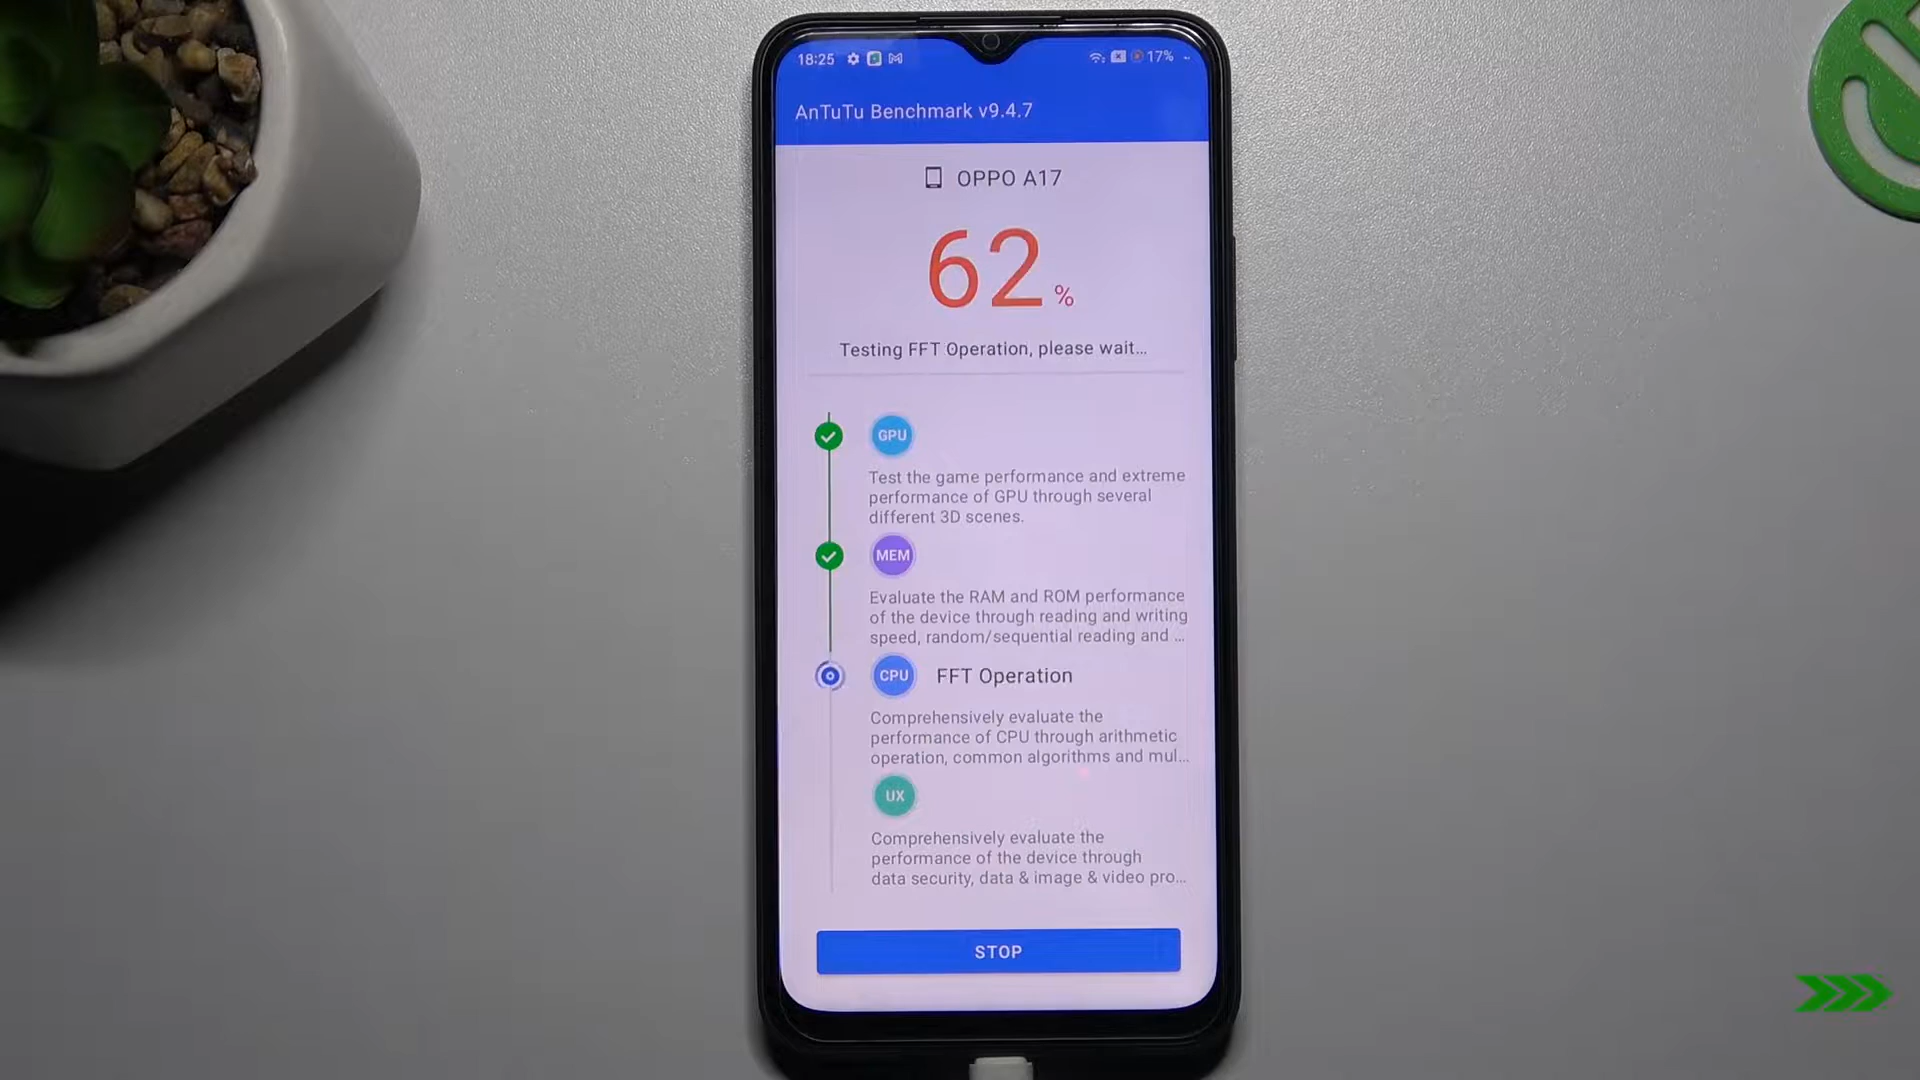 18:25 17%
AnTuTu Benchmark v9.4.7
OPPO A17
62 %
Testing FFT Operation, please wait...
GPU
Test the game performance and extreme
performance of GPU through several
different 3D scenes.
MEM
Evaluate the RAM and ROM performance
of the device through reading and writing
speed, random/sequential reading and ...
CPU FFT Operation
Comprehensively evaluate the
performance of CPU through arithmetic
operation, common algorithms and mul...
UX
Comprehensively evaluate the
performance of the device through
data security, data & image & video pro...
STOP